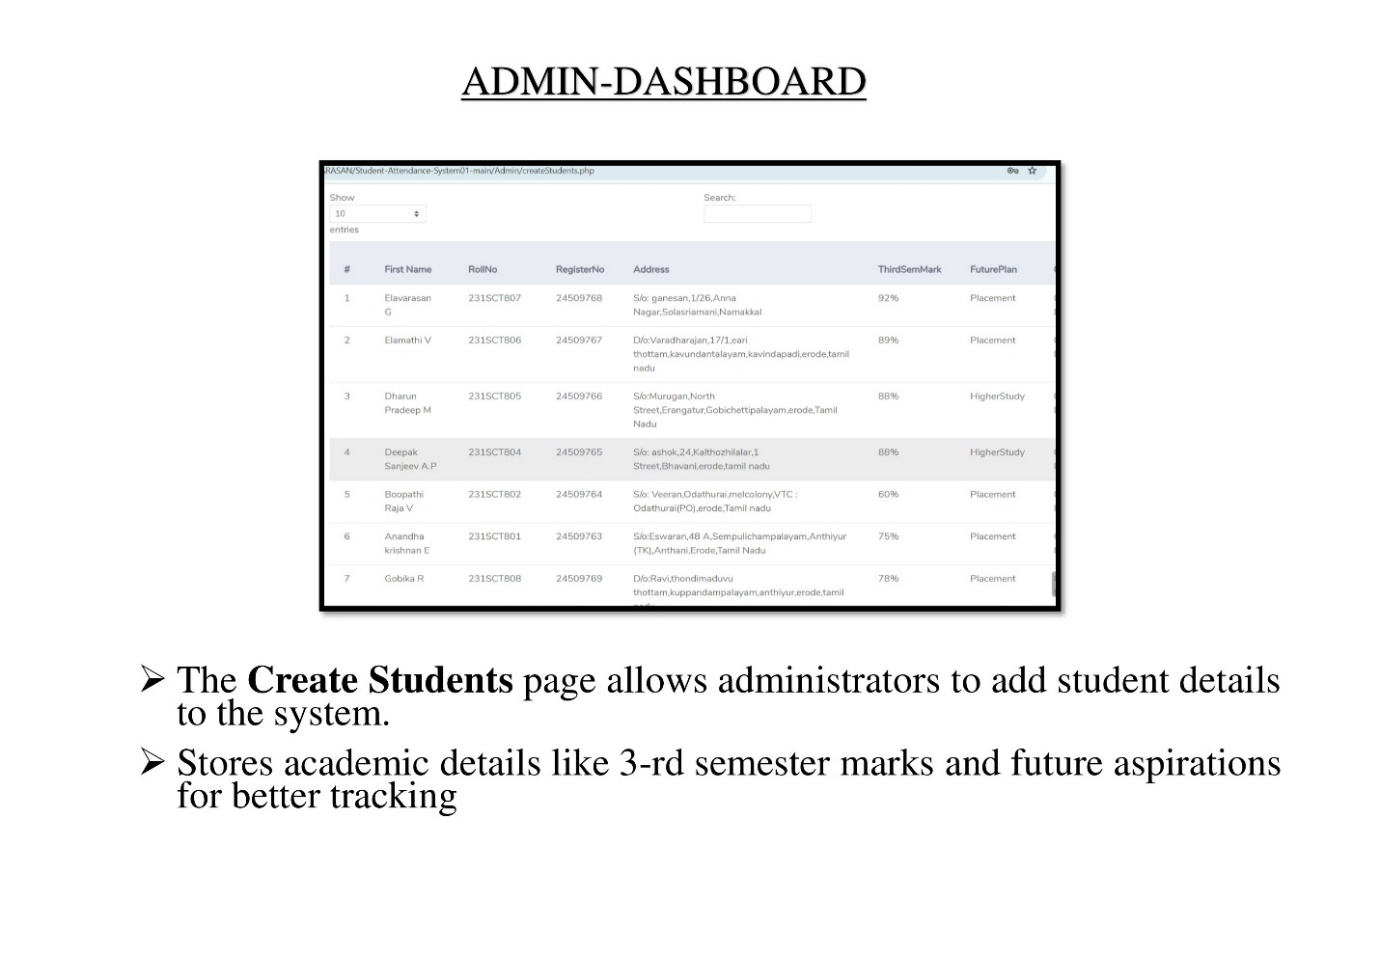 ADMIN-DASHBOARD
RASAN/Student-Attendance-System01-main/Admin/createStudents.php
Show
Search:
10
entries
# First Name RollNo RegisterNo Address ThirdSemMark FuturePlan
1 Elavarasan 231SCT807 24509768 S/o: ganesan,1/26,Anna 92% Placement
G Nagar,Solasriamani,Namakkal
2 Elamathi V 231SCT806 24509767 D/o:Varadharajan,17/1,eari 89% Placement
thottam,kavundantalayam,kavindapadi,erode,tamil
nadu
3 Dharun 231SCT805 24509766 S/o:Murugan,North 88% HigherStudy
Pradeep M Street,Erangatur,Gobichettipalayam,erode,Tamil
Nadu
4 Deepak 231SCT804 24509765 S/o: ashok,24,Kalthozhilalar,1 88% HigherStudy
Sanjeev A.P Street,Bhavani,erode,tamil nadu
5 Boopathi 231SCT802 24509764 S/o: Veeran,Odathurai,melcolony,VTC : 60% Placement
Raja V Odathurai(PO),erode,Tamil nadu
6 Anandha 231SCT801 24509763 S/o:Eswaran,48 A,Sempulichampalayam,Anthiyur 75% Placement
krishnan E (TK),Anthani,Erode,Tamil Nadu
7 Gobika R 231SCT808 24509769 D/o:Ravi,thondimaduvu 78% Placement
thottam,kuppandampalayam,anthiyur,erode,tamil
➢ The Create Students page allows administrators to add student details
to the system.
➢ Stores academic details like 3-rd semester marks and future aspirations
for better tracking